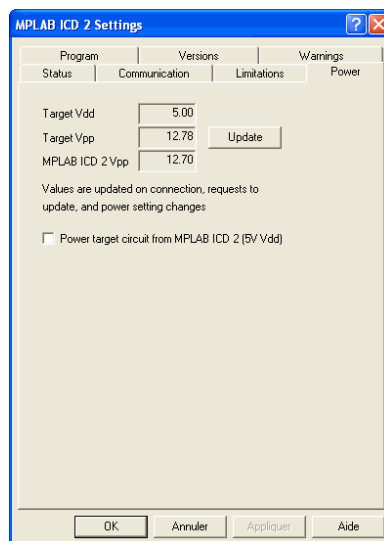 MPLAB ICD 2 Settings
Program Versions Warnings
Status Communication Limitations Power
Target Vdd 5.00
Target Vpp 12.78 Update
MPLAB ICD 2 Vpp 12.70
Values are updated on connection, requests to
update, and power setting changes
Power target circuit from MPLAB ICD 2 (5V Vdd)
OK Annuler Appliquer Aide